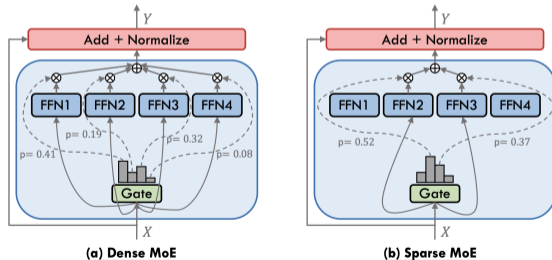 Y
Add + Normalize
FFN1 FFN2 FFN3 FFN4
p= 0.19
p= 0.32
p= 0.41
p= 0.08
Gate
X
(a) Dense MoE
Y
Add + Normalize
FFN1 FFN2 FFN3 FFN4
p= 0.52
p= 0.37
Gate
X
(b) Sparse MoE